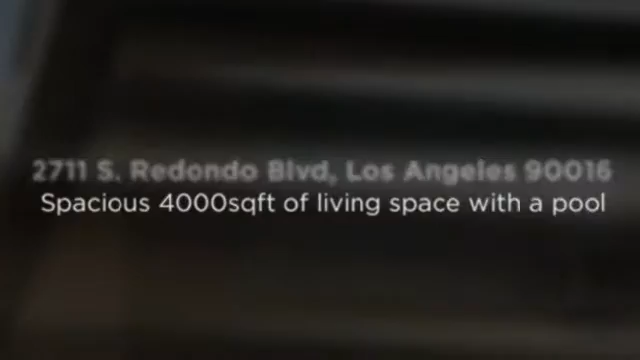 2711 S. Redondo Blvd, Los Angeles 90016
Spacious 4000sqft of living space with a pool